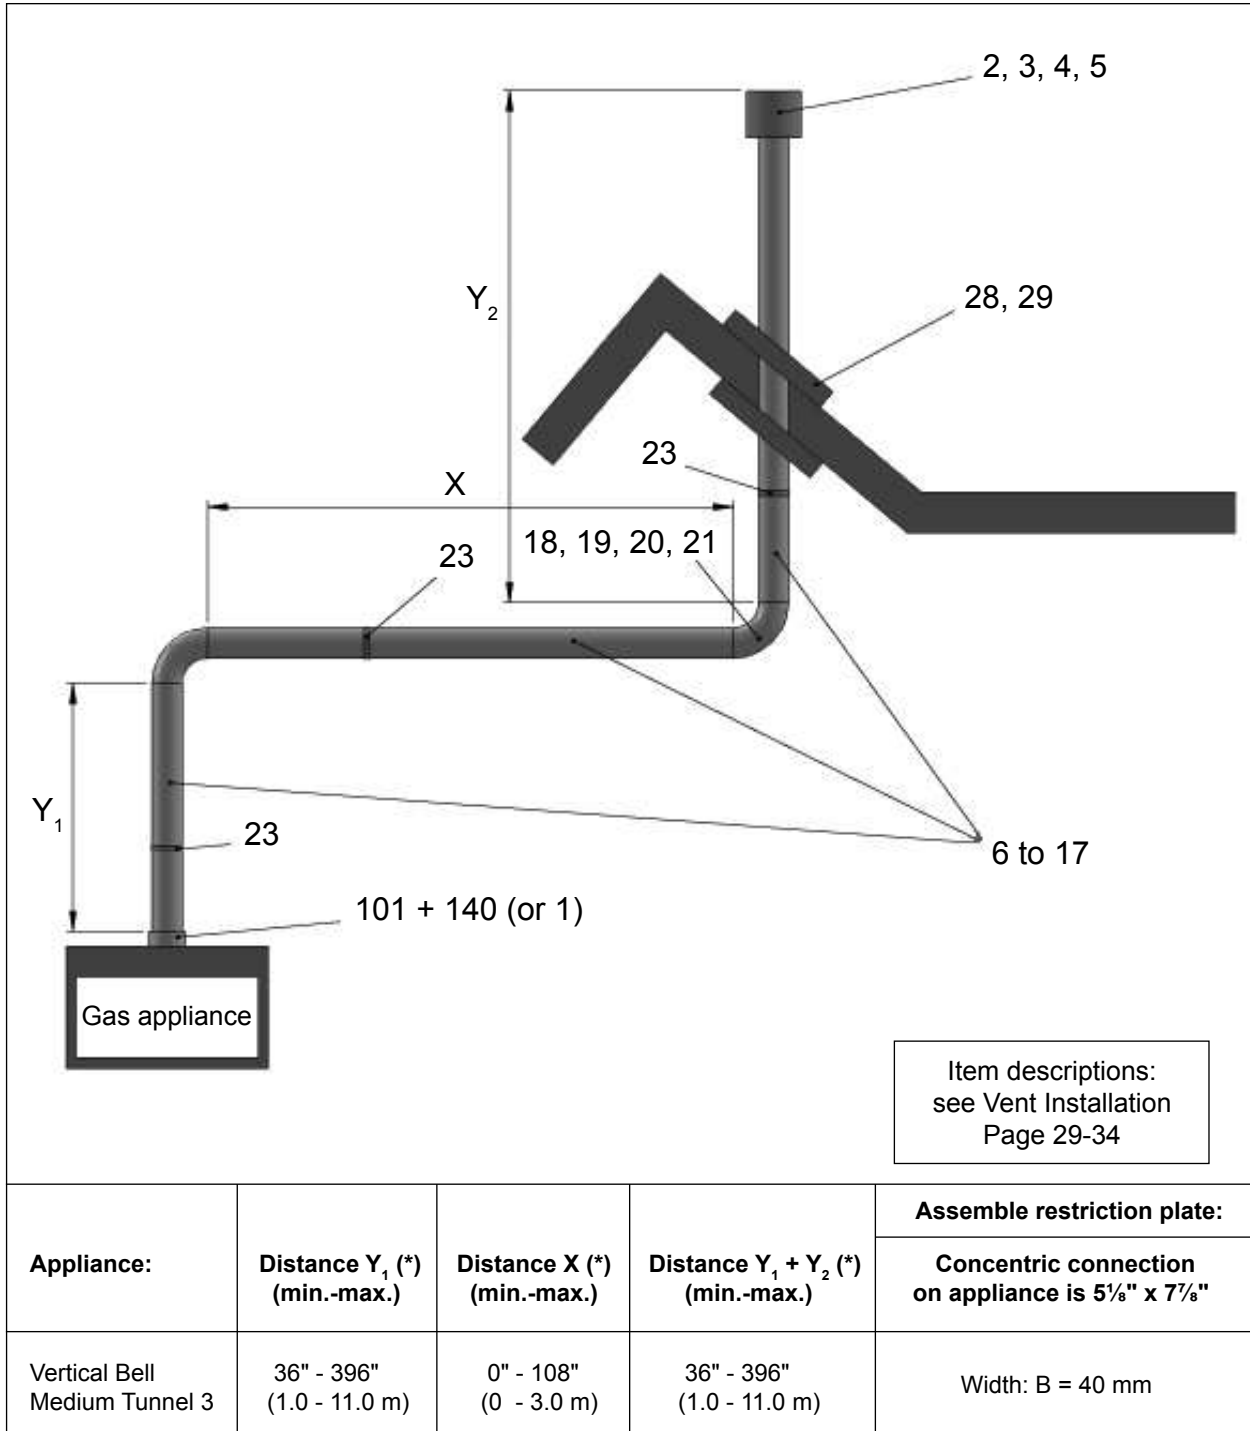 2, 3, 4, 5
Y₂
28, 29
23
X
18, 19, 20, 21
23
Y₁
23
6 to 17
101 + 140 (or 1)
Gas appliance
Item descriptions:
see Vent Installation
Page 29-34
Assemble restriction plate:
Appliance:
Distance Y₁ (*)
(min.-max.)
Distance X (*)
(min.-max.)
Distance Y₁ + Y₂ (*)
(min.-max.)
Concentric connection
on appliance is 5⅛" x 7⅞"
Vertical Bell
Medium Tunnel 3
36" - 396"
(1.0 - 11.0 m)
0" - 108"
(0 - 3.0 m)
36" - 396"
(1.0 - 11.0 m)
Width: B = 40 mm